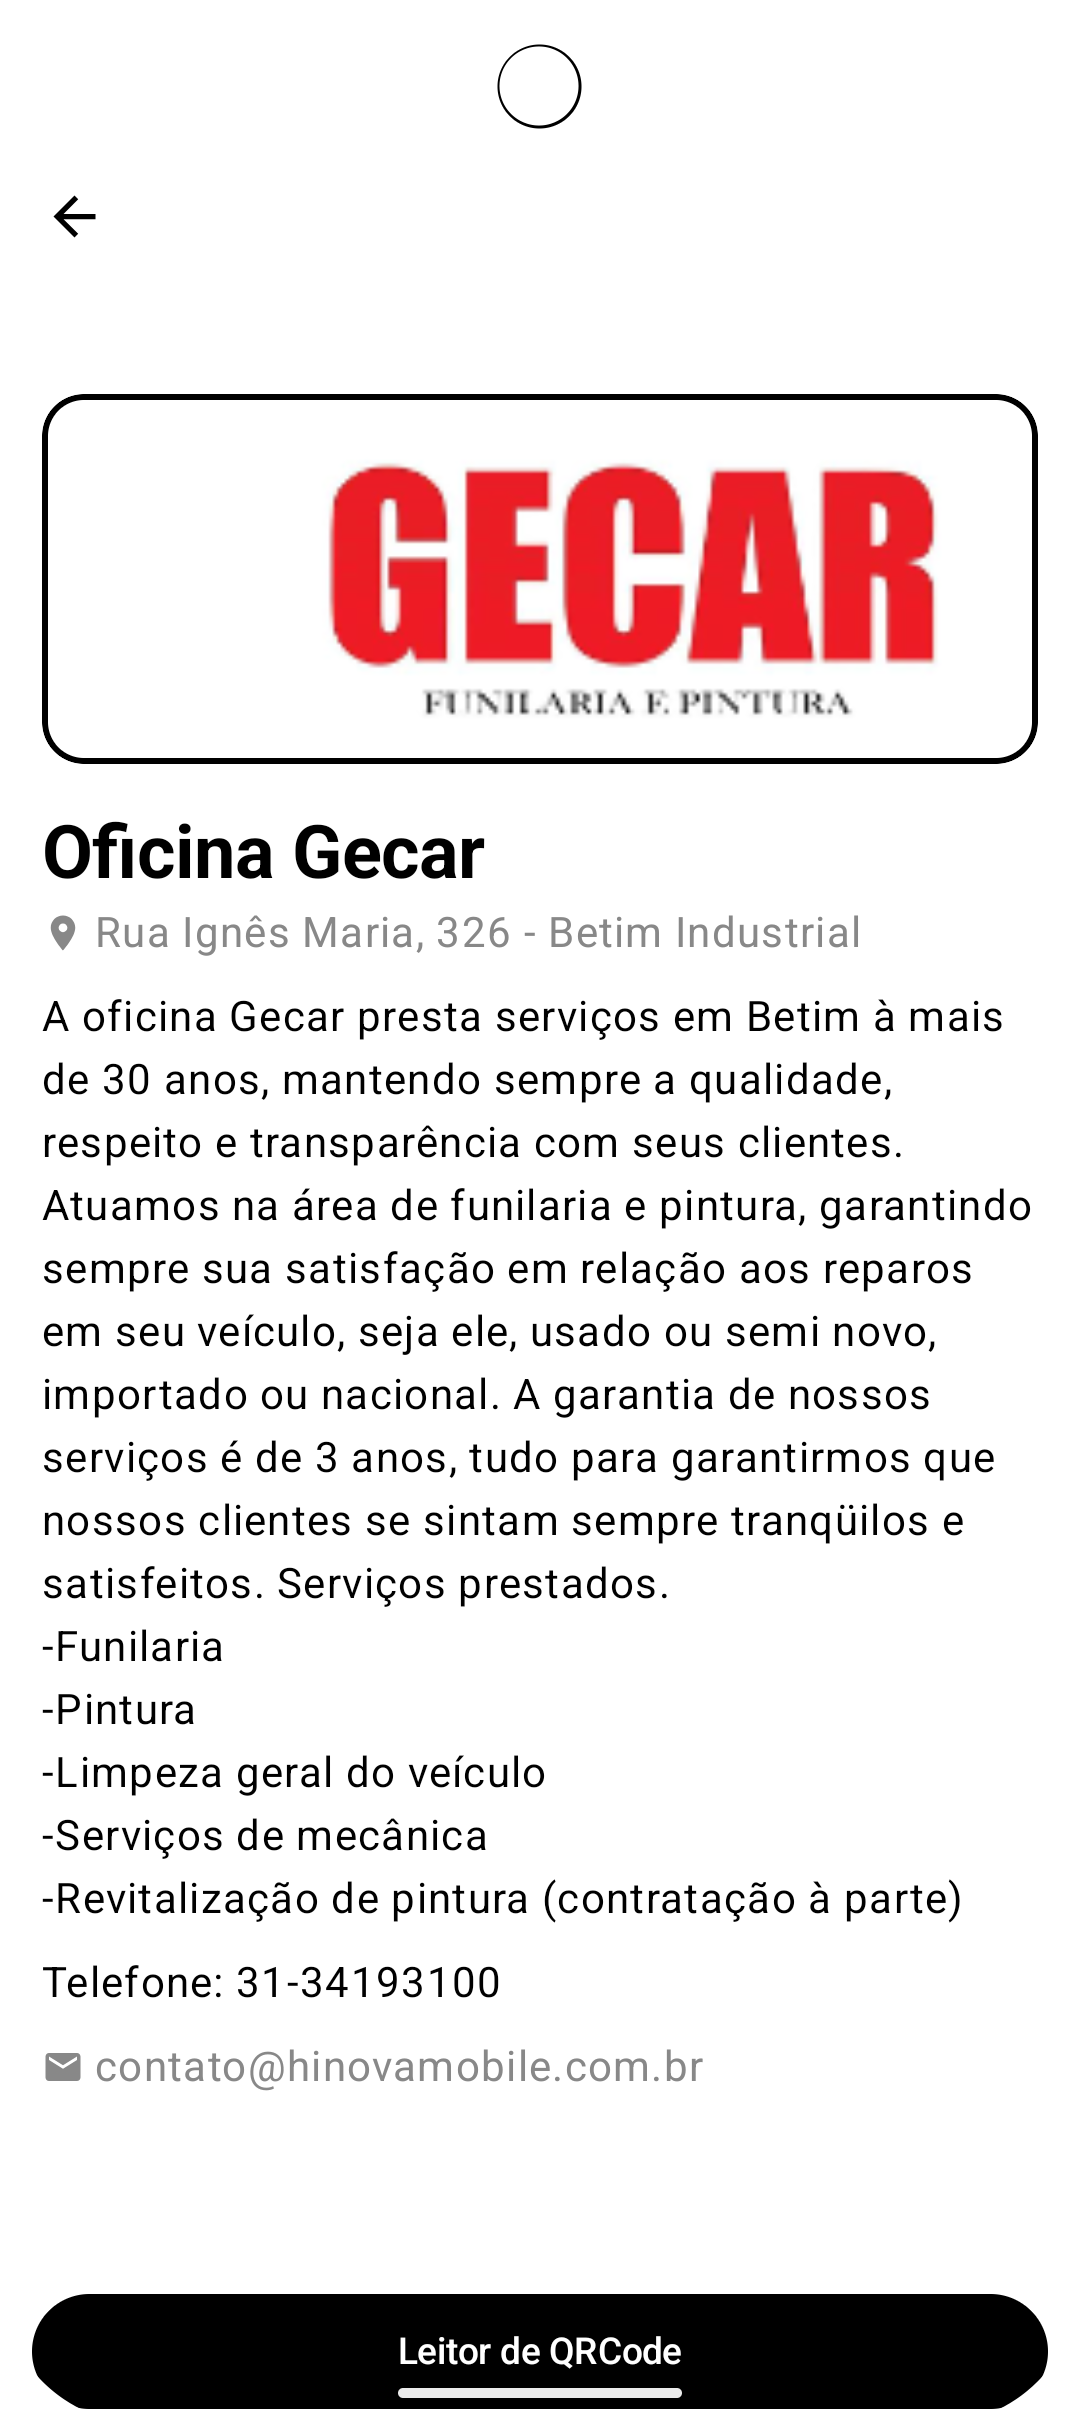 GECAR
FUNILARIA E PINTURA
Oficina Gecar
Rua Ignês Maria, 326 - Betim Industrial
A oficina Gecar presta serviços em Betim à mais
de 30 anos, mantendo sempre a qualidade,
respeito e transparência com seus clientes.
Atuamos na área de funilaria e pintura, garantindo
sempre sua satisfação em relação aos reparos
em seu veículo, seja ele, usado ou semi novo,
importado ou nacional. A garantia de nossos
serviços é de 3 anos, tudo para garantirmos que
nossos clientes se sintam sempre tranqüilos e
satisfeitos. Serviços prestados.
-Funilaria
-Pintura
-Limpeza geral do veículo
-Serviços de mecânica
-Revitalização de pintura (contratação à parte)
Telefone: 31-34193100
contato@hinovamobile.com.br
Leitor de QRCode